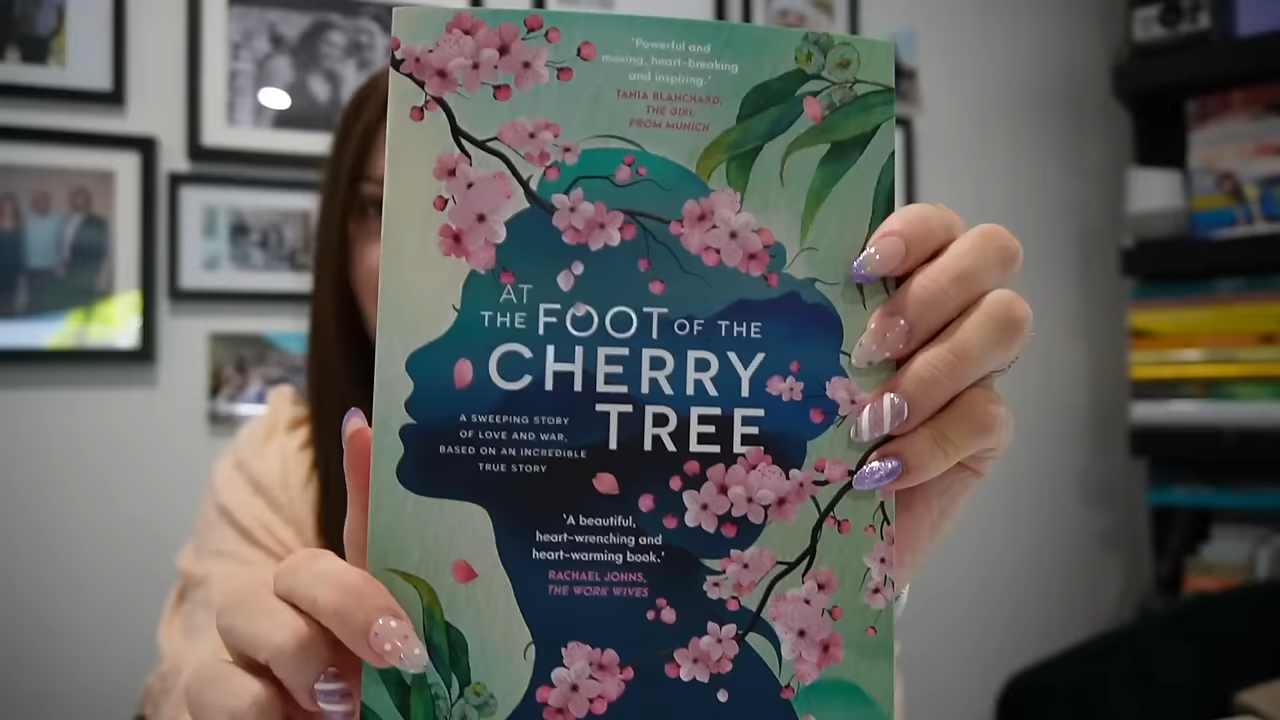 'Powerful and
moving, heart-breaking
and inspiring.'
TANIA BLANCHARD,
THE GIRL
FROM MUNICH
AT
THE FOOT OF THE
CHERRY
TREE
A SWEEPING STORY
OF LOVE AND WAR,
BASED ON AN INCREDIBLE
TRUE STORY
'A beautiful,
heart-wrenching and
heart-warming book.'
RACHAEL JOHNS,
THE WORK WIVES